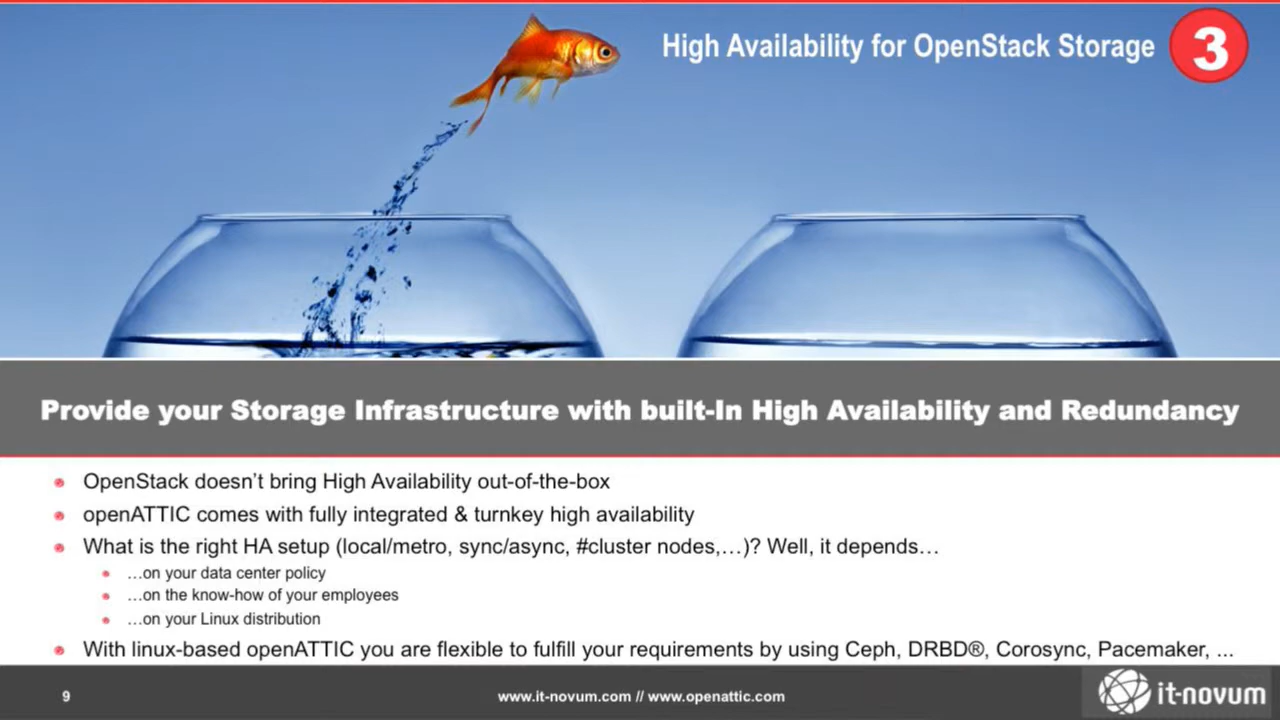 High Availability for OpenStack Storage
3
Provide your Storage Infrastructure with built-In High Availability and Redundancy
OpenStack doesn't bring High Availability out-of-the-box
openATTIC comes with fully integrated & turnkey high availability
What is the right HA setup (local/metro, sync/async, #cluster nodes,…)? Well, it depends…
…on your data center policy
…on the know-how of your employees
…on your Linux distribution
With linux-based openATTIC you are flexible to fulfill your requirements by using Ceph, DRBD®, Corosync, Pacemaker, ...
9
www.it-novum.com // www.openattic.com
it-novum